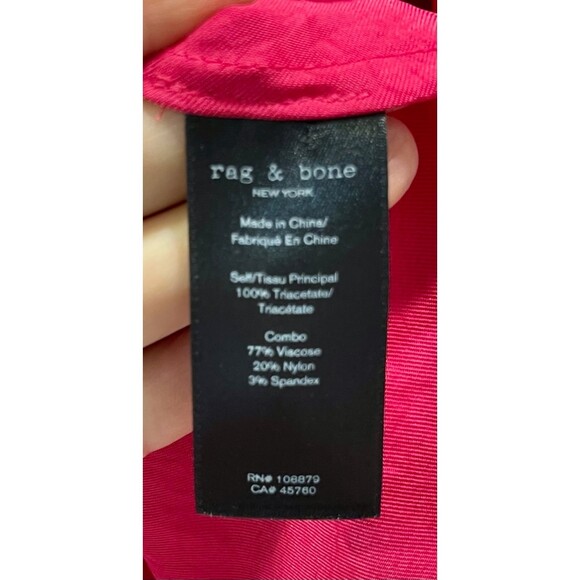 rag & bone
NEW YORK
Made in China/
Fabriqué En Chine
Self/Tissu Principal
100% Triacetate/
Triacétate
Combo
77% Viscose
20% Nylon
3% Spandex
RN# 108879
CA# 45760